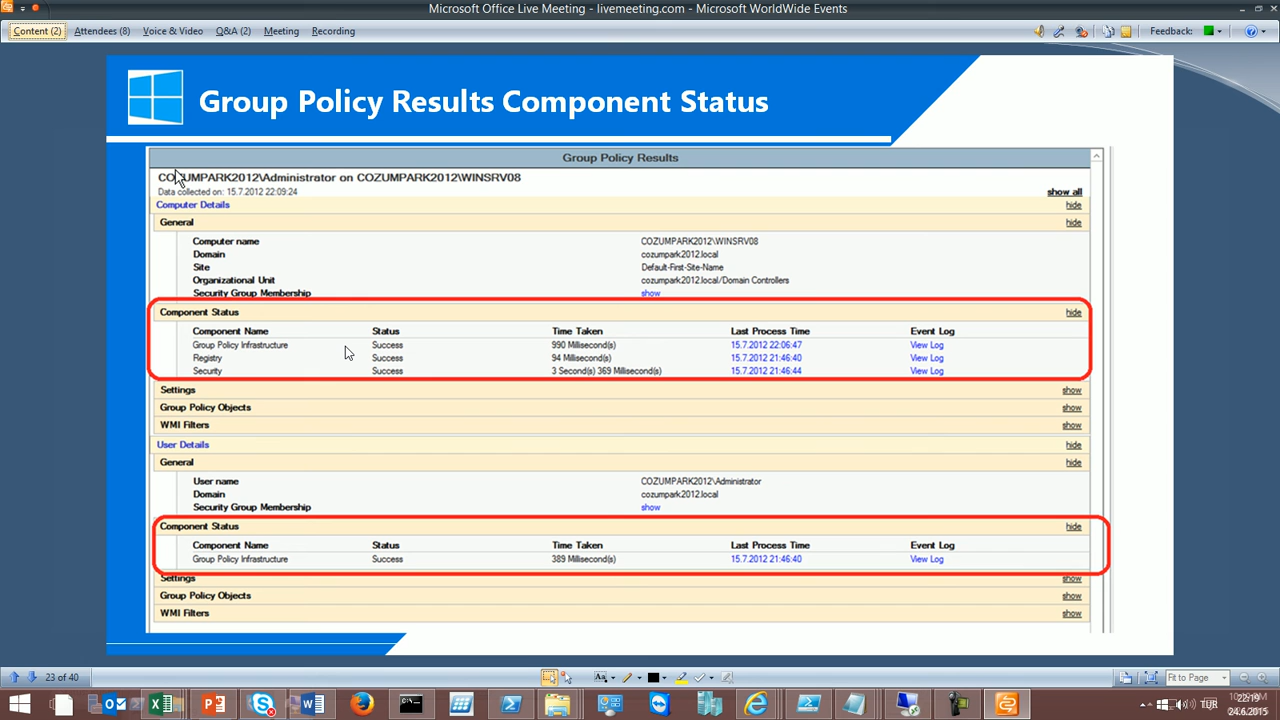 Microsoft Office Live Meeting - livemeeting.com - Microsoft WorldWide Events
Content (2) Attendees (8) Voice & Video Q&A (2) Meeting Recording Feedback:
Group Policy Results Component Status
Group Policy Results
COZUMPARK2012\Administrator on COZUMPARK2012\WINSRV08
Data collected on: 15.7.2012 22:09:24 show all
Computer Details hide
General hide
Computer name COZUMPARK2012\WINSRV08
Domain cozumpark2012.local
Site Default-First-Site-Name
Organizational Unit cozumpark2012.local/Domain Controllers
Security Group Membership show
Component Status hide
Component Name Status Time Taken Last Process Time Event Log
Group Policy Infrastructure Success 990 Millisecond(s) 15.7.2012 22:06:47 View Log
Registry Success 94 Millisecond(s) 15.7.2012 21:46:40 View Log
Security Success 3 Second(s) 369 Millisecond(s) 15.7.2012 21:46:44 View Log
Settings show
Group Policy Objects show
WMI Filters show
User Details hide
General hide
User name COZUMPARK2012\Administrator
Domain cozumpark2012.local
Security Group Membership show
Component Status hide
Component Name Status Time Taken Last Process Time Event Log
Group Policy Infrastructure Success 389 Millisecond(s) 15.7.2012 21:46:40 View Log
Settings show
Group Policy Objects show
WMI Filters show
23 of 40 Aa Fit to Page
TUR 22:19
24.6.2015